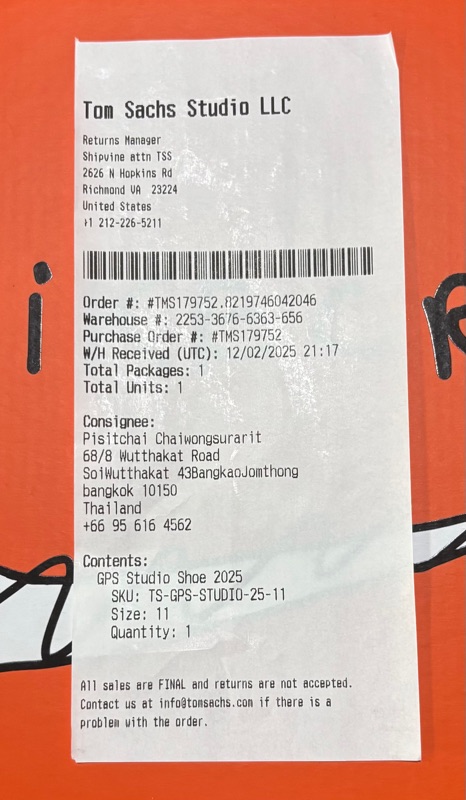 Tom Sachs Studio LLC
Returns Manager
Shipvine attn TSS
2626 N Hopkins Rd
Richmond VA 23224
United States
+1 212-226-5211
Order #: #TMS179752.8219746042046
Warehouse #: 2253-3676-6363-656
Purchase Order #: #TMS179752
W/H Received (UTC): 12/02/2025 21:17
Total Packages: 1
Total Units: 1
Consignee:
Pisitchai Chaiwongsurarit
68/8 Wutthakat Road
SoiWutthakat 43BangkaoJomthong
bangkok 10150
Thailand
+66 95 616 4562
Contents:
GPS Studio Shoe 2025
SKU: TS-GPS-STUDIO-25-11
Size: 11
Quantity: 1
All sales are FINAL and returns are not accepted.
Contact us at info@tomsachs.com if there is a
problem with the order.